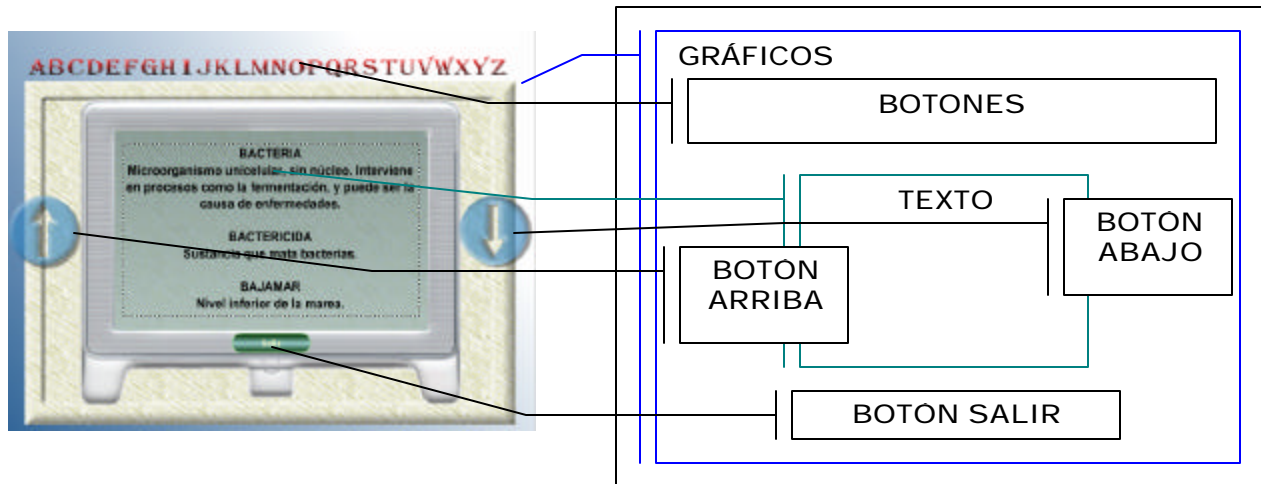 ABCDEFGHIJKLMNOPQRSTUVWXYZ
BACTERIA
Microorganismo unicelular, sin núcleo. Interviene
en procesos como la fermentación, y puede ser la
causa de enfermedades.
BACTERICIDA
Sustancia que mata bacterias.
BAJAMAR
Nivel inferior de la marea.
GRÁFICOS
BOTONES
TEXTO
BOTÓN
ABAJO
BOTÓN
ARRIBA
BOTÓN SALIR